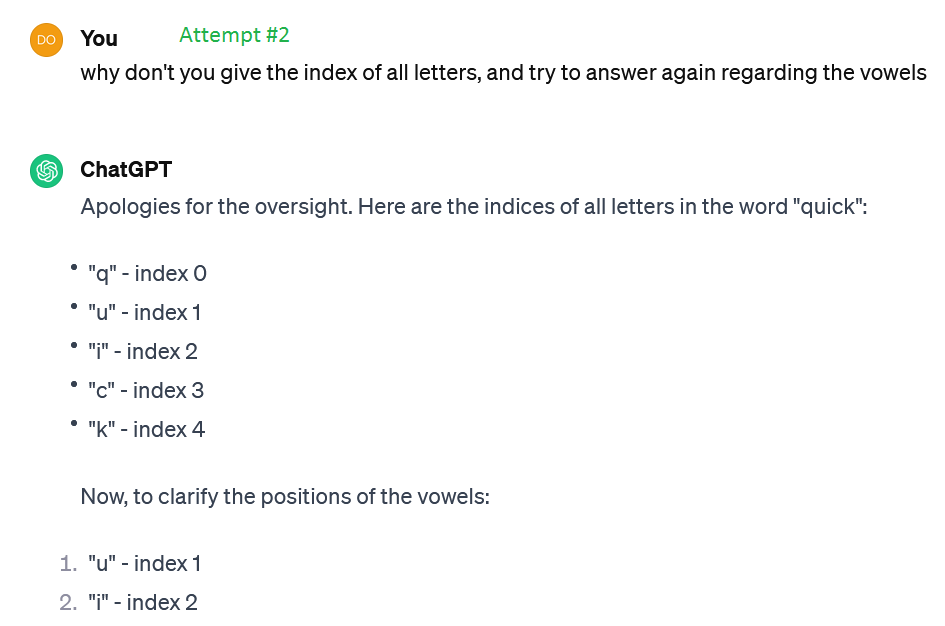 DO You Attempt #2
why don't you give the index of all letters, and try to answer again regarding the vowels
ChatGPT
Apologies for the oversight. Here are the indices of all letters in the word "quick":
• "q" - index 0
• "u" - index 1
• "i" - index 2
• "c" - index 3
• "k" - index 4
Now, to clarify the positions of the vowels:
1. "u" - index 1
2. "i" - index 2